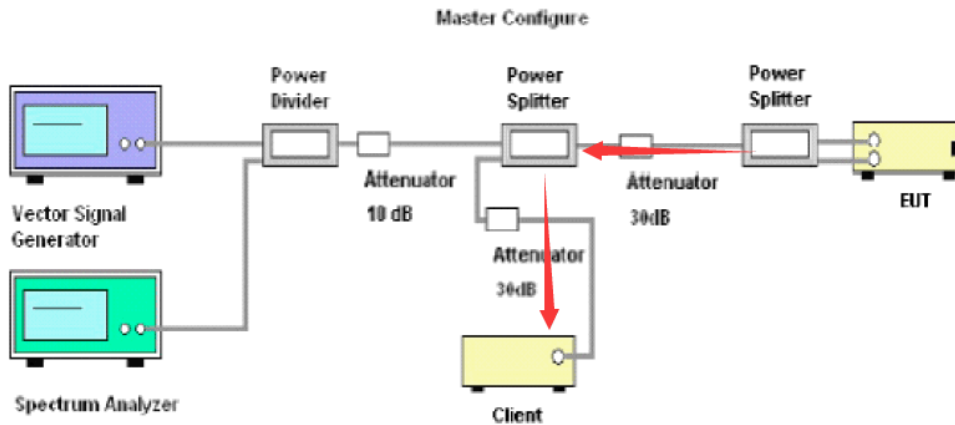 Master Configure
Power
Divider
Power
Splitter
Power
Splitter
Attenuator
10 dB
Attenuator
30dB
EUT
Vector Signal
Generator
Attenuator
30dB
Spectrum Analyzer
Client